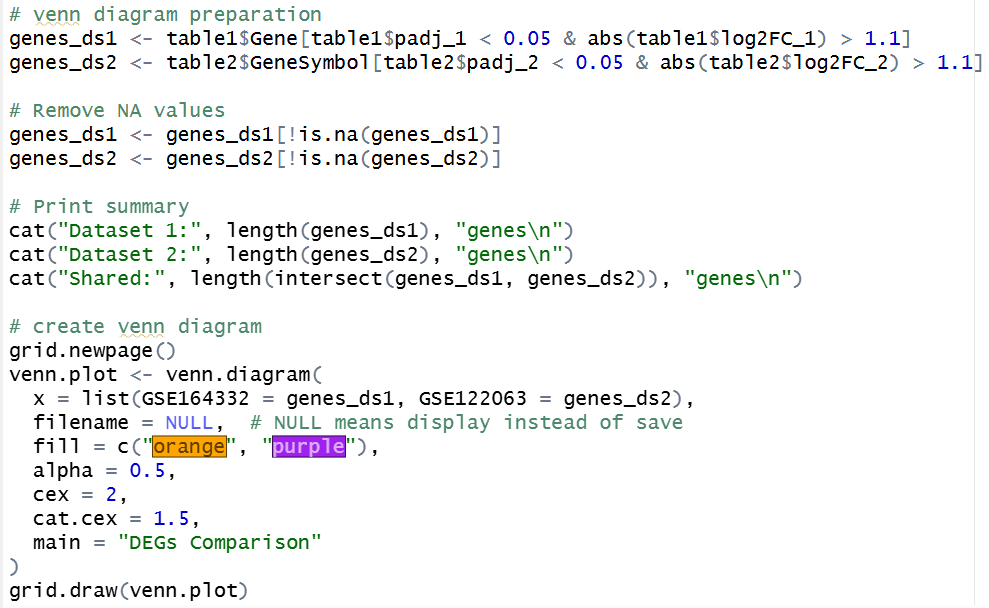 # venn diagram preparation
genes_ds1 <- table1$Gene[table1$padj_1 < 0.05 & abs(table1$log2FC_1) > 1.1]
genes_ds2 <- table2$GeneSymbol[table2$padj_2 < 0.05 & abs(table2$log2FC_2) > 1.1]
# Remove NA values
genes_ds1 <- genes_ds1[!is.na(genes_ds1)]
genes_ds2 <- genes_ds2[!is.na(genes_ds2)]
# Print summary
cat("Dataset 1:", length(genes_ds1), "genes\n")
cat("Dataset 2:", length(genes_ds2), "genes\n")
cat("Shared:", length(intersect(genes_ds1, genes_ds2)), "genes\n")
# create venn diagram
grid.newpage()
venn.plot <- venn.diagram(
  x = list(GSE164332 = genes_ds1, GSE122063 = genes_ds2),
  filename = NULL,  # NULL means display instead of save
  fill = c("orange", "purple"),
  alpha = 0.5,
  cex = 2,
  cat.cex = 1.5,
  main = "DEGs Comparison"
)
grid.draw(venn.plot)